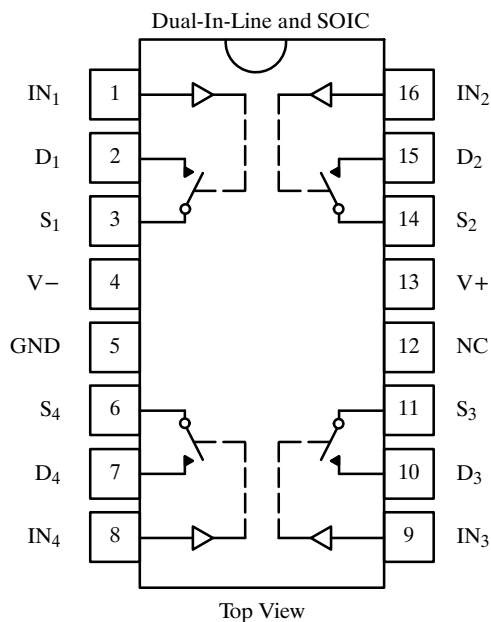 Dual-In-Line and SOIC
IN1 1 16 IN2
D1 2 15 D2
S1 3 14 S2
V− 4 13 V+
GND 5 12 NC
S4 6 11 S3
D4 7 10 D3
IN4 8 9 IN3
Top View